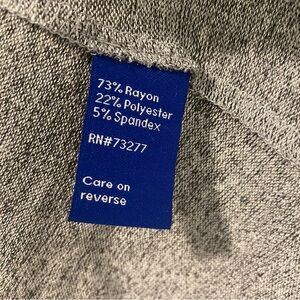 73% Rayon
22% Polyester
5% Spandex
RN#73277
Care on
reverse